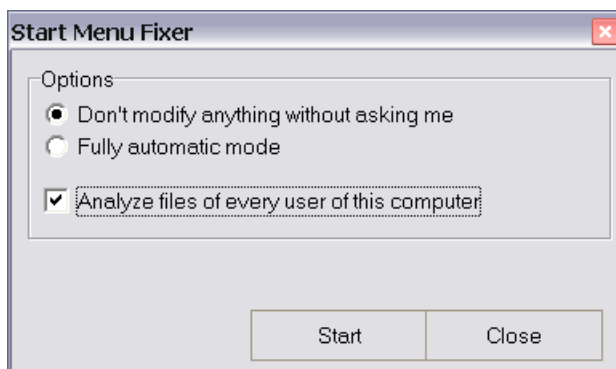 Start Menu Fixer
Options
Don't modify anything without asking me
Fully automatic mode
Analyze files of every user of this computer
Start Close